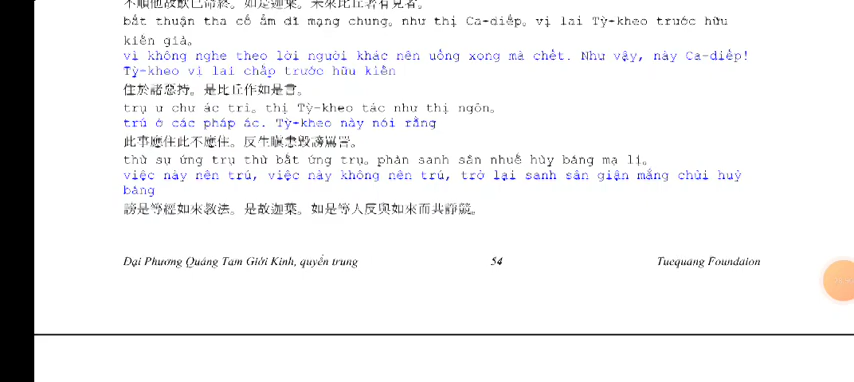 不順他故飲已命終。如是迦葉。未來比丘著有見者。
bất thuận tha cố ẩm dĩ mạng chung。như thị Ca-diếp。vị lai Tỳ-kheo trước hữu
kiến giả。
vì không nghe theo lời người khác nên uống xong mà chết. Như vậy, này Ca-diếp!
Tỳ-kheo vị lai chấp trước hữu kiến
住於諸惡持。是比丘作如是言。
trụ ư chư ác trì。thị Tỳ-kheo tác như thị ngôn。
trú ở các pháp ác. Tỳ-kheo này nói rằng
此事應住此不應住。反生瞋恚毀謗罵詈。
thử sự ứng trụ thử bất ứng trụ。phản sanh sân nhuế hủy báng mạ lị。
việc này nên trú, việc này không nên trú, trở lại sanh sân giận mắng chửi huỷ
báng
謗是等經如來教法。是故迦葉。如是等人反與如來而共諍競。
Đại Phương Quảng Tam Giới Kinh, quyển trung
54
Tuequang Foundaion